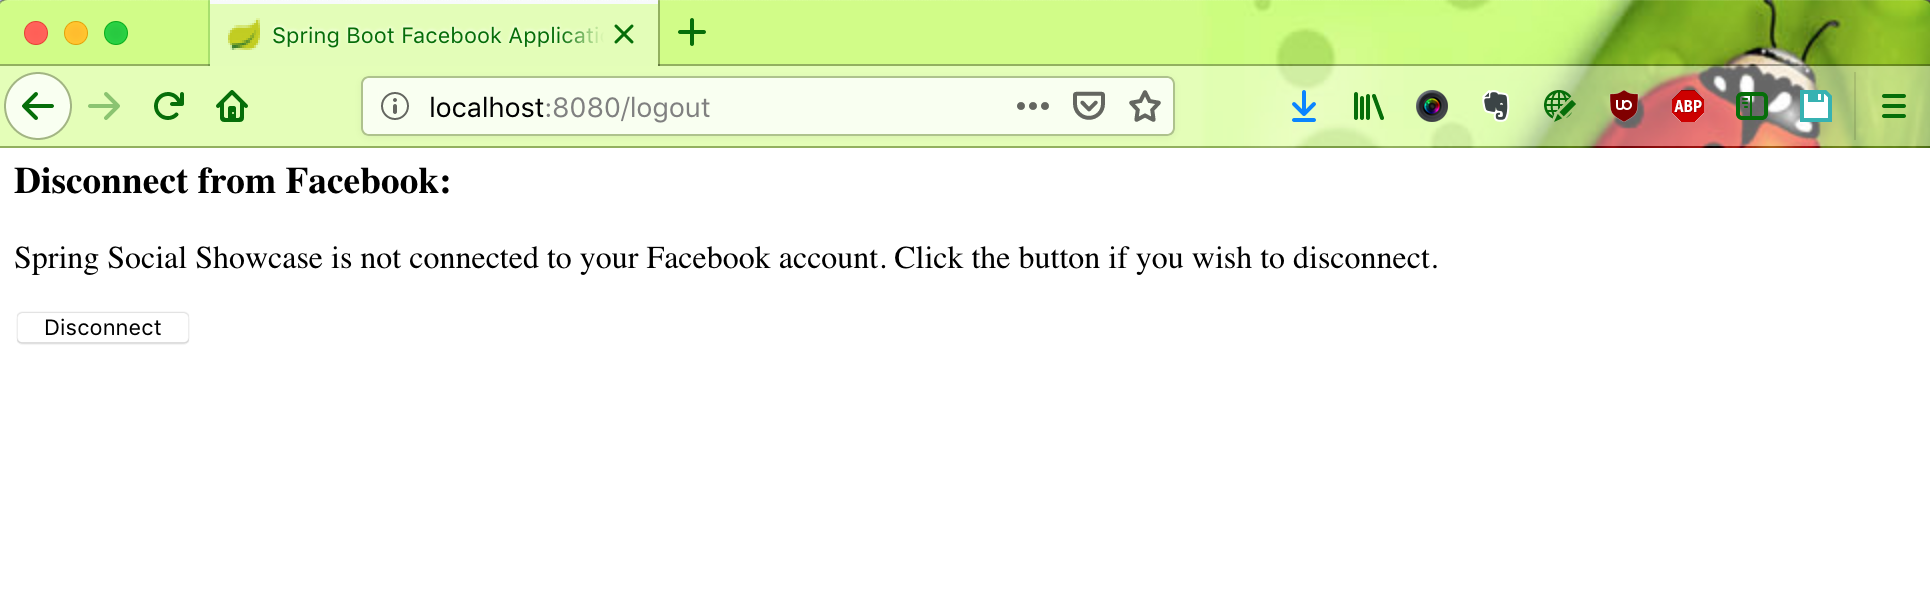 Spring Boot Facebook Applicati
localhost:8080/logout
UO
ABP
Disconnect from Facebook:
Spring Social Showcase is not connected to your Facebook account. Click the button if you wish to disconnect.
Disconnect